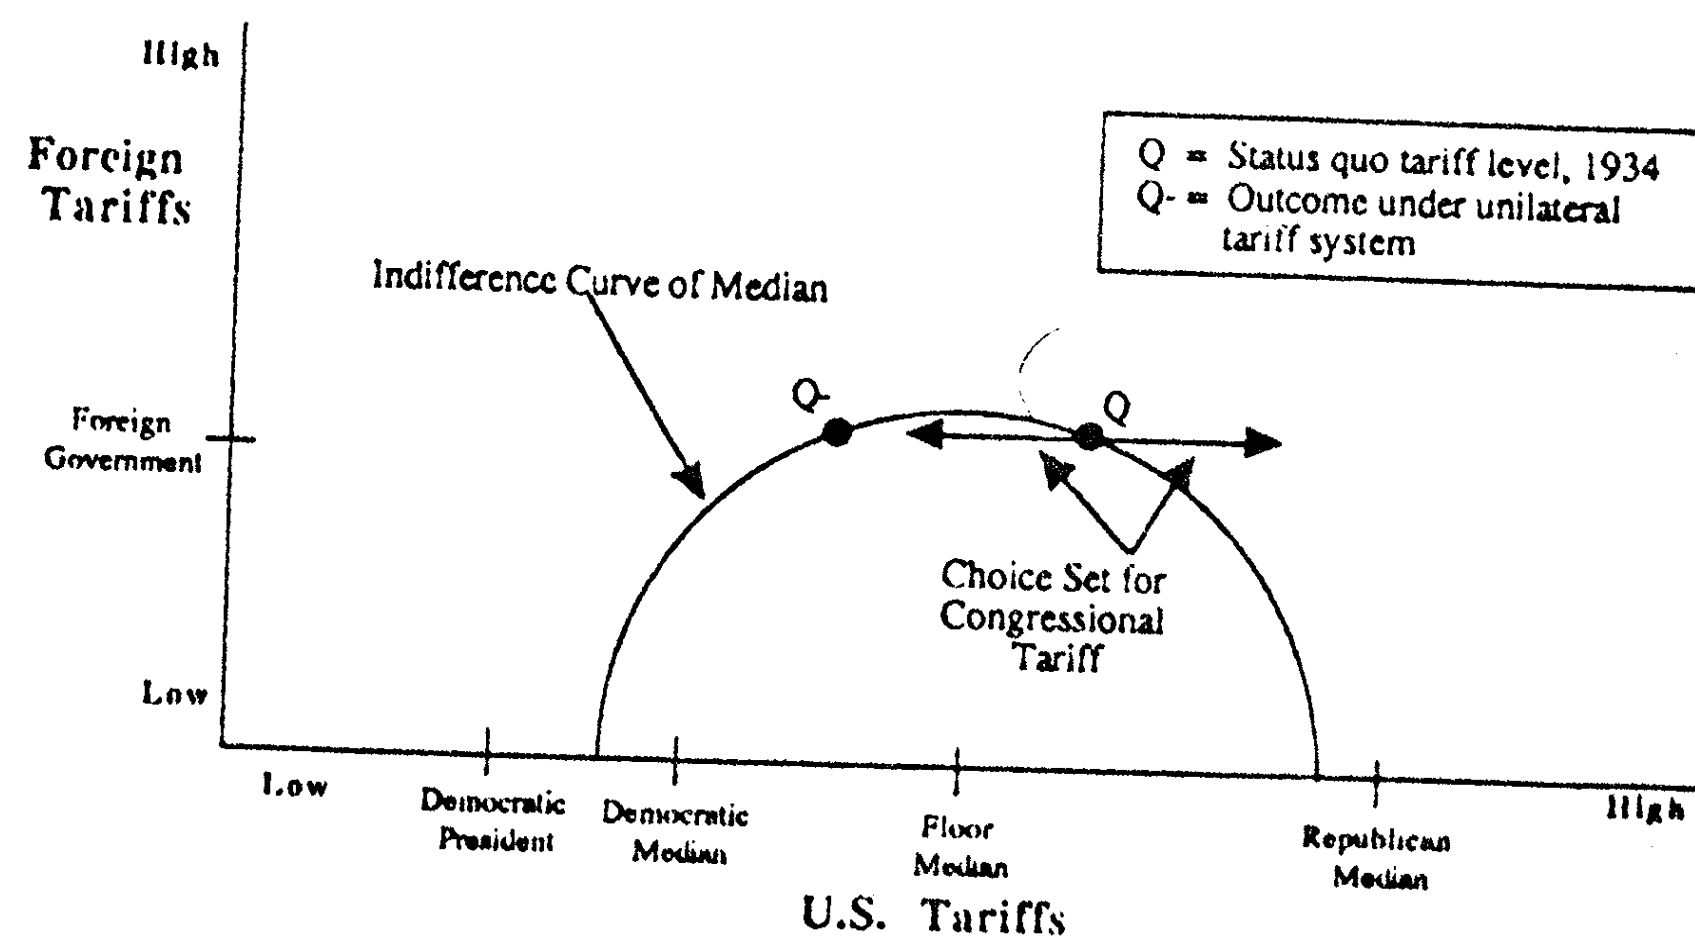 High
Foreign
Tariffs
Q = Status quo tariff level, 1934
Q- = Outcome under unilateral
tariff system
Indifference Curve of Median
Q-
Q
Foreign
Government
Choice Set for
Congressional
Tariff
Low
Low
Democratic
President
Democratic
Median
Floor
Median
Republican
Median
High
U.S. Tariffs